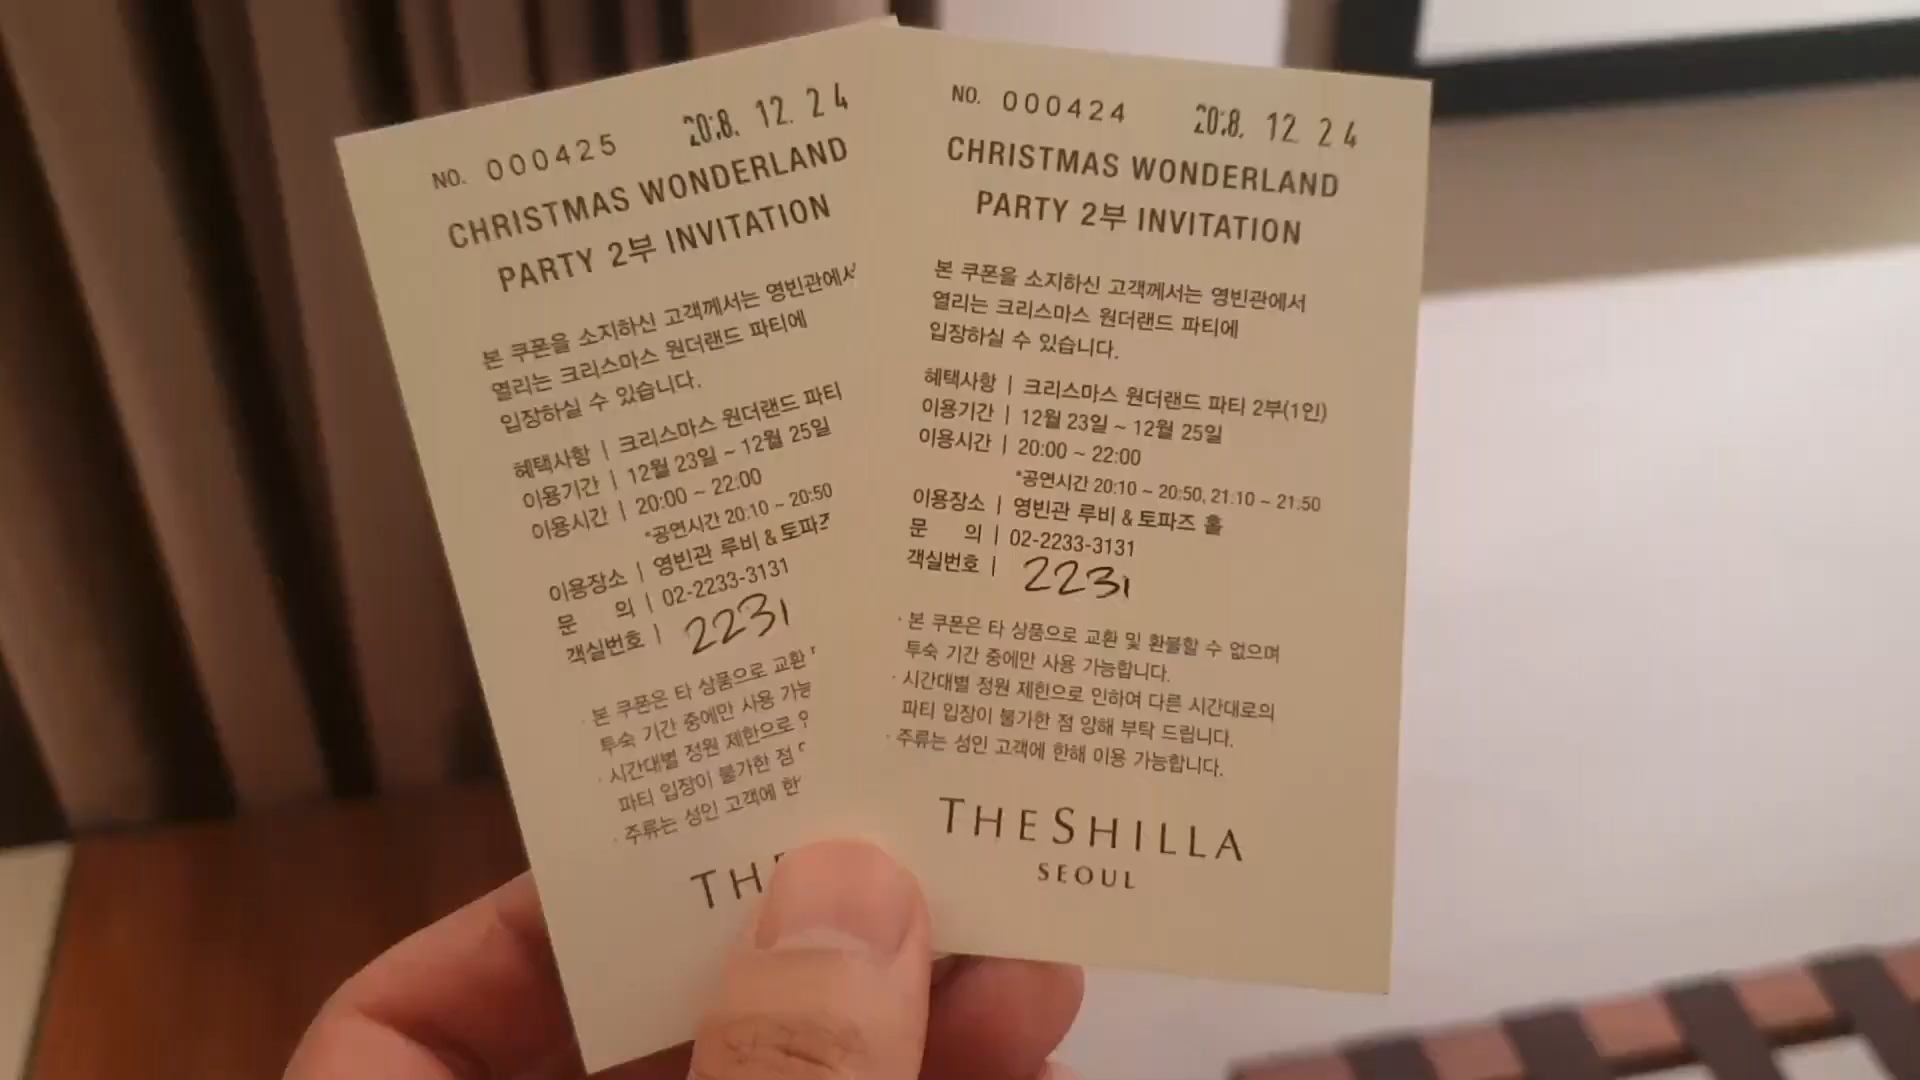 NO. 000425 20:8. 12. 24
CHRISTMAS WONDERLAND
PARTY 2부 INVITATION
본 쿠폰을 소지하신 고객께서는 영빈관에서
열리는 크리스마스 원더랜드 파티에
입장하실 수 있습니다.
혜택사항 | 크리스마스 원더랜드 파티
이용기간 | 12월 23일 ~ 12월 25일
이용시간 | 20:00 ~ 22:00
*공연시간 20:10 ~ 20:50
이용장소 | 영빈관 루비 & 토파즈
문 의 | 02-2233-3131
객실번호 | 2231
· 본 쿠폰은 타 상품으로 교환
투숙 기간 중에만 사용 가능
· 시간대별 정원 제한으로
파티 입장이 불가한 점
· 주류는 성인 고객에 한
NO. 000424 20:8. 12 24
CHRISTMAS WONDERLAND
PARTY 2부 INVITATION
본 쿠폰을 소지하신 고객께서는 영빈관에서
열리는 크리스마스 원더랜드 파티에
입장하실 수 있습니다.
혜택사항 | 크리스마스 원더랜드 파티 2부(1인)
이용기간 | 12월 23일 ~ 12월 25일
이용시간 | 20:00 ~ 22:00
*공연시간 20:10 ~ 20:50, 21:10 ~ 21:50
이용장소 | 영빈관 루비 & 토파즈 홀
문 의 | 02-2233-3131
객실번호 | 2231
· 본 쿠폰은 타 상품으로 교환 및 환불할 수 없으며
투숙 기간 중에만 사용 가능합니다.
· 시간대별 정원 제한으로 인하여 다른 시간대로의
파티 입장이 불가한 점 양해 부탁 드립니다.
· 주류는 성인 고객에 한해 이용 가능합니다.
THE SHILLA
SEOUL